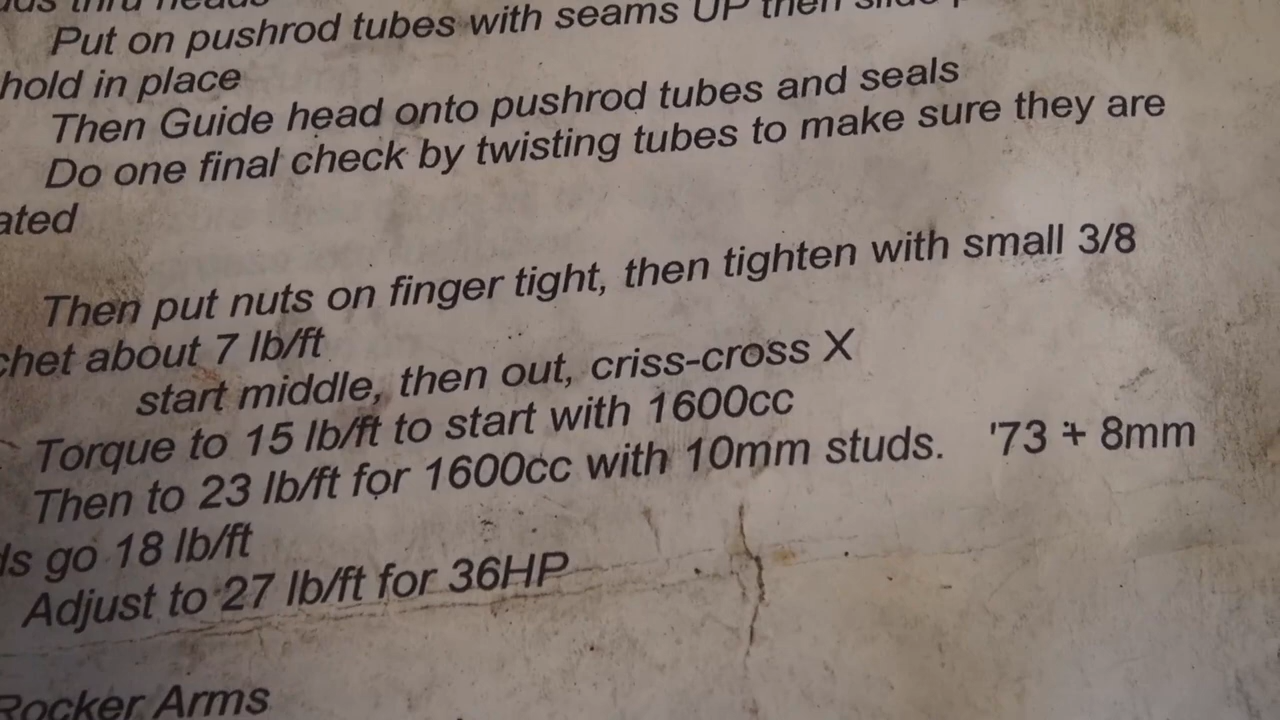 thru heads
Put on pushrod tubes with seams UP then slide
hold in place
Then Guide head onto pushrod tubes and seals
Do one final check by twisting tubes to make sure they are
ated
Then put nuts on finger tight, then tighten with small 3/8
chet about 7 lb/ft
start middle, then out, criss-cross X
Torque to 15 lb/ft to start with 1600cc
Then to 23 lb/ft for 1600cc with 10mm studs. '73 + 8mm
ds go 18 lb/ft
Adjust to 27 lb/ft for 36HP
Rocker Arms